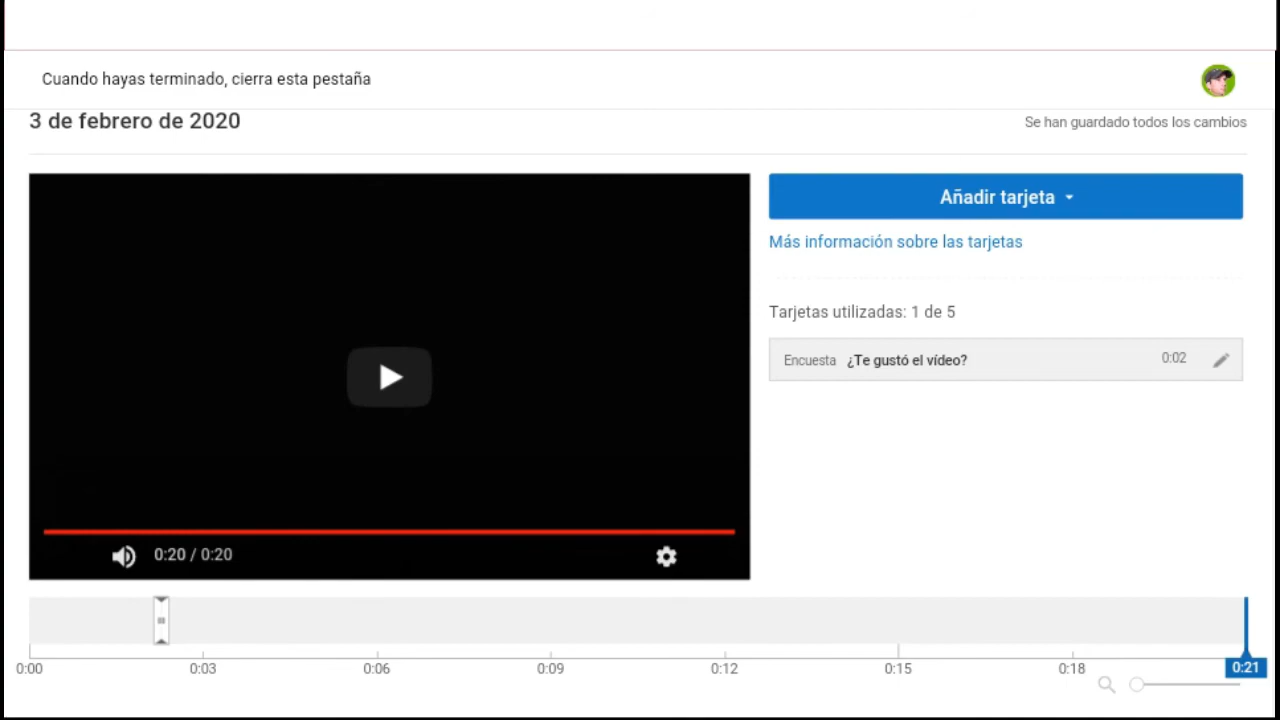 Cuando hayas terminado, cierra esta pestaña
3 de febrero de 2020
Se han guardado todos los cambios
Añadir tarjeta
Más información sobre las tarjetas
Tarjetas utilizadas: 1 de 5
Encuesta ¿Te gustó el vídeo? 0:02
0:20 / 0:20
0:00 0:03 0:06 0:09 0:12 0:15 0:18 0:21